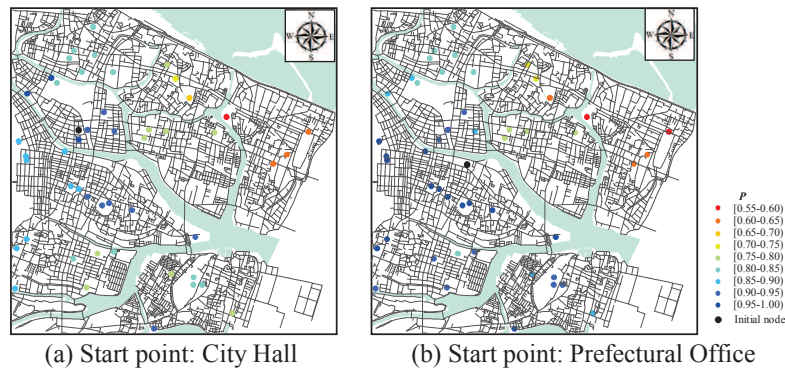 N
W E
S
N
W E
S
P
[0.55-0.60)
[0.60-0.65)
[0.65-0.70)
[0.70-0.75)
[0.75-0.80)
[0.80-0.85)
[0.85-0.90)
[0.90-0.95)
[0.95-1.00)
Initial node
(a) Start point: City Hall
(b) Start point: Prefectural Office